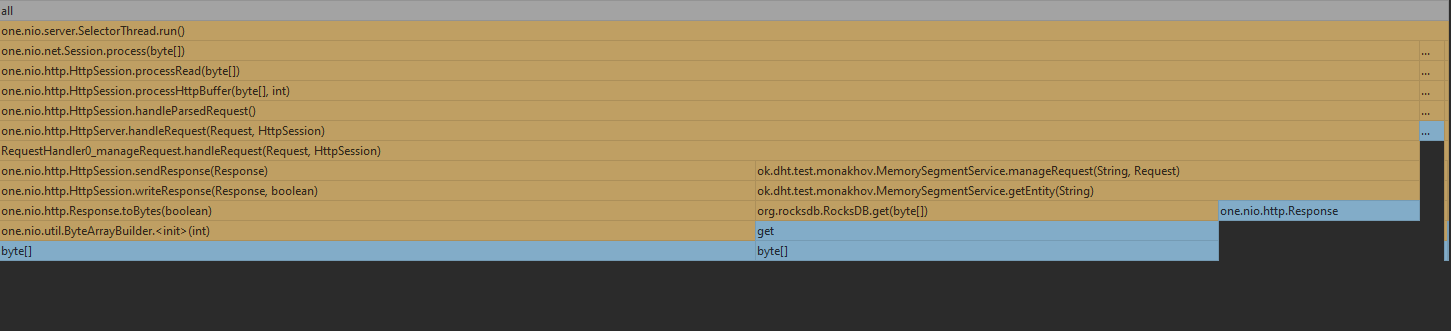 all
one.nio.server.SelectorThread.run()
one.nio.net.Session.process(byte[]) ...
one.nio.http.HttpSession.processRead(byte[]) ...
one.nio.http.HttpSession.processHttpBuffer(byte[], int) ...
one.nio.http.HttpSession.handleParsedRequest() ...
one.nio.http.HttpServer.handleRequest(Request, HttpSession) ...
RequestHandler0_manageRequest.handleRequest(Request, HttpSession)
one.nio.http.HttpSession.sendResponse(Response) ok.dht.test.monakhov.MemorySegmentService.manageRequest(String, Request)
one.nio.http.HttpSession.writeResponse(Response, boolean) ok.dht.test.monakhov.MemorySegmentService.getEntity(String)
one.nio.http.Response.toBytes(boolean) org.rocksdb.RocksDB.get(byte[]) one.nio.http.Response
one.nio.util.ByteArrayBuilder.<init>(int) get
byte[] byte[]